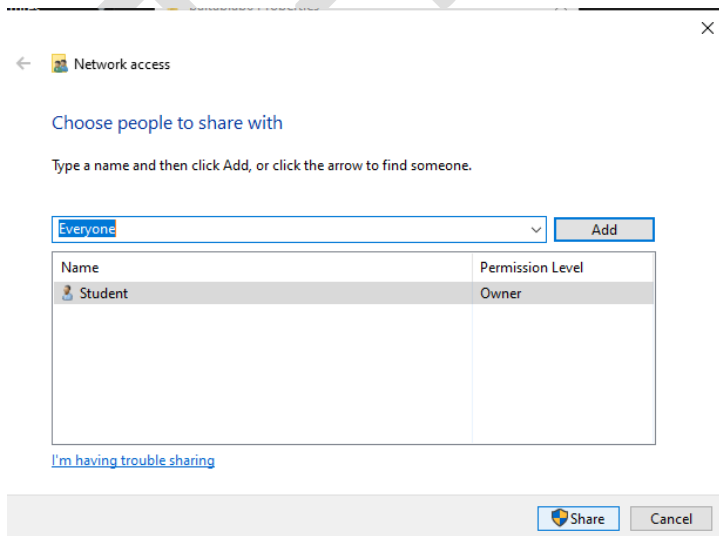 Network access
Choose people to share with
Type a name and then click Add, or click the arrow to find someone.
Everyone
Add
Name Permission Level
Student Owner
I'm having trouble sharing
Share Cancel